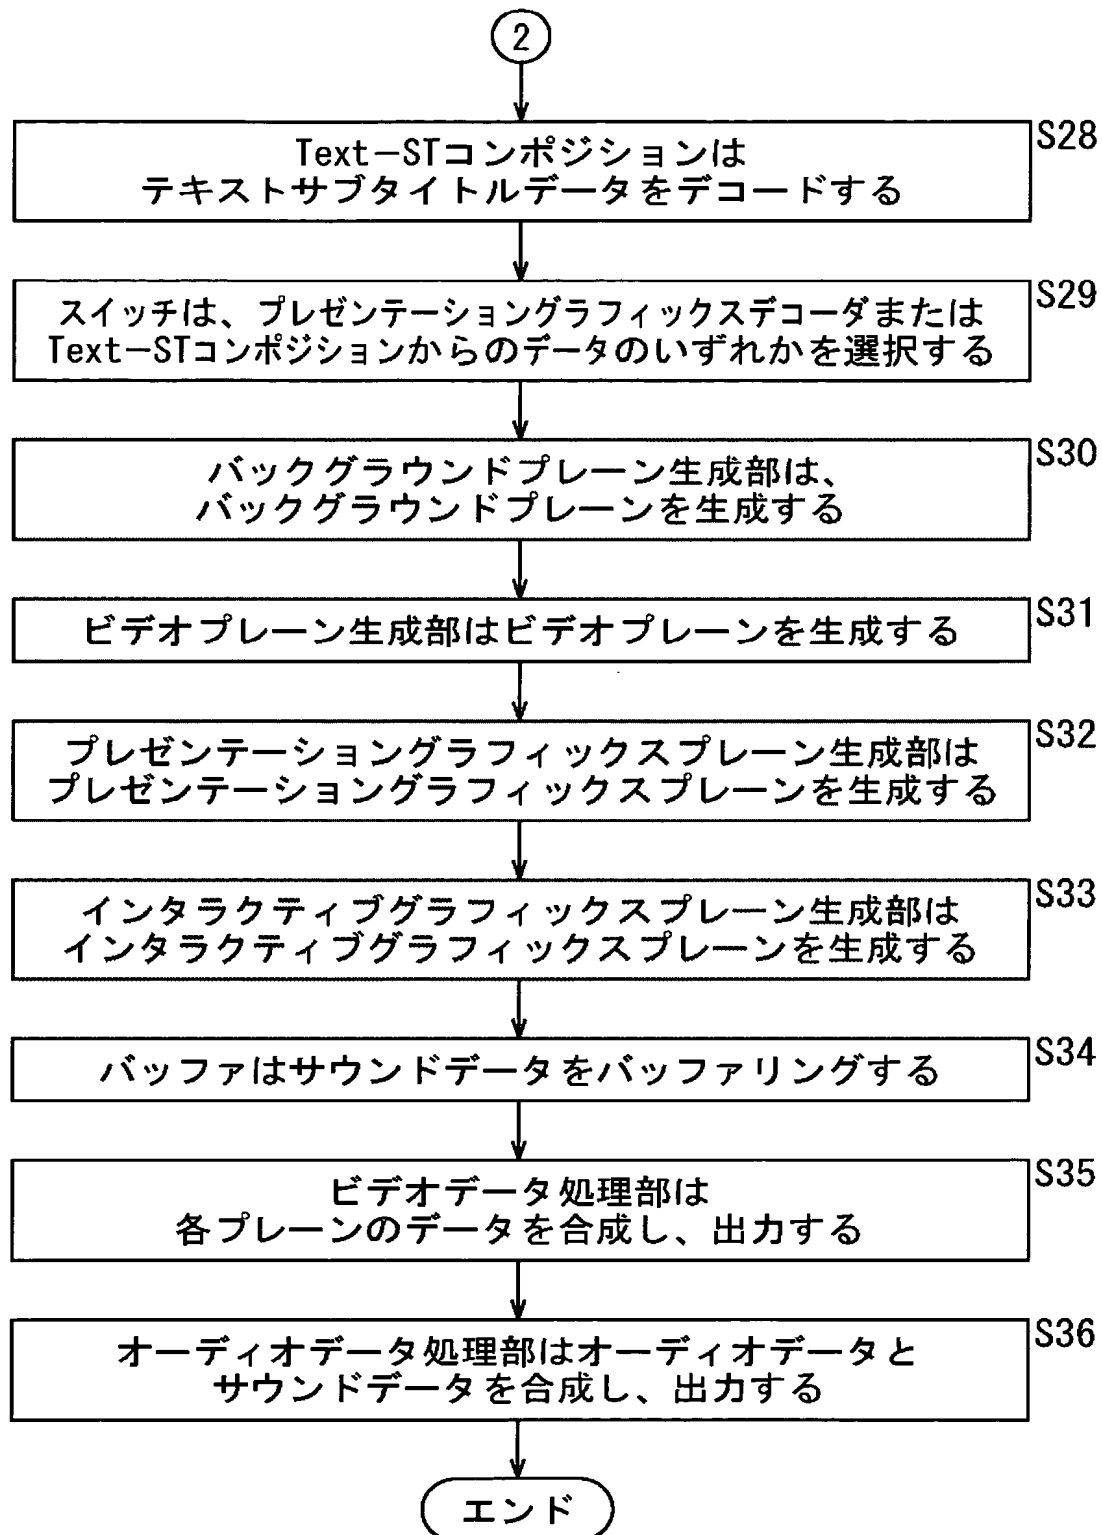 2
S28
Text−STコンポジションは
テキストサブタイトルデータをデコードする
S29
スイッチは、プレゼンテーショングラフィックスデコーダまたは
Text−STコンポジションからのデータのいずれかを選択する
S30
バックグラウンドプレーン生成部は、
バックグラウンドプレーンを生成する
S31
ビデオプレーン生成部はビデオプレーンを生成する
S32
プレゼンテーショングラフィックスプレーン生成部は
プレゼンテーショングラフィックスプレーンを生成する
S33
インタラクティブグラフィックスプレーン生成部は
インタラクティブグラフィックスプレーンを生成する
S34
バッファはサウンドデータをバッファリングする
S35
ビデオデータ処理部は
各プレーンのデータを合成し、出力する
S36
オーディオデータ処理部はオーディオデータと
サウンドデータを合成し、出力する
エンド